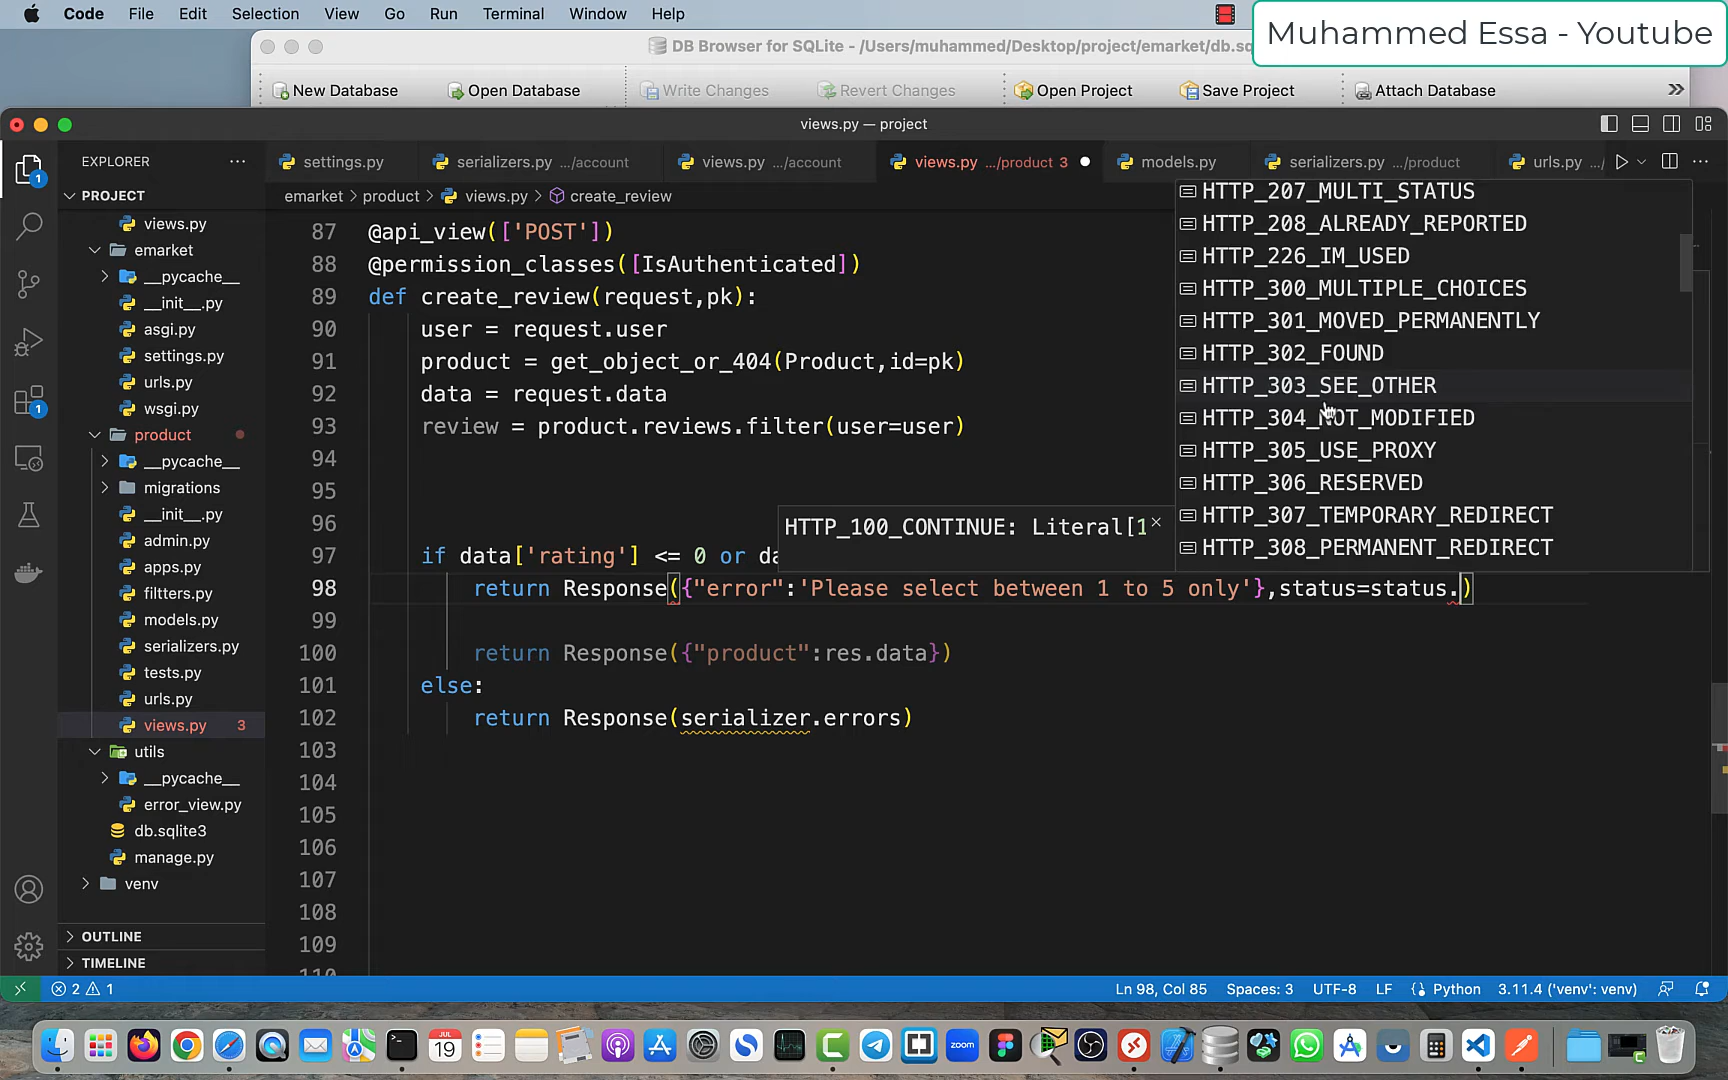 Code File Edit Selection View Go Run Terminal Window Help
Muhammed Essa - Youtube
DB Browser for SQLite - /Users/muhammed/Desktop/project/emarket/db.sq
New Database Open Database Write Changes Revert Changes Open Project Save Project Attach Database »
views.py — project
EXPLORER ···
settings.py serializers.py .../account views.py .../account views.py .../product 3 models.py serializers.py .../product urls.py .../
PROJECT
emarket > product > views.py > create_review
views.py
emarket
__pycache__
__init__.py
asgi.py
settings.py
urls.py
wsgi.py
product
__pycache__
migrations
__init__.py
admin.py
apps.py
filtters.py
models.py
serializers.py
tests.py
urls.py
views.py 3
utils
__pycache__
error_view.py
db.sqlite3
manage.py
venv
OUTLINE
TIMELINE
1
1
87 @api_view(['POST'])
88 @permission_classes([IsAuthenticated])
89 def create_review(request,pk):
90 user = request.user
91 product = get_object_or_404(Product,id=pk)
92 data = request.data
93 review = product.reviews.filter(user=user)
94
95
96
97 if data['rating'] <= 0 or da
98 return Response({"error":'Please select between 1 to 5 only'},status=status.)
99
100 return Response({"product":res.data})
101 else:
102 return Response(serializer.errors)
103
104
105
106
107
108
109
110
HTTP_207_MULTI_STATUS
HTTP_208_ALREADY_REPORTED
HTTP_226_IM_USED
HTTP_300_MULTIPLE_CHOICES
HTTP_301_MOVED_PERMANENTLY
HTTP_302_FOUND
HTTP_303_SEE_OTHER
HTTP_304_NOT_MODIFIED
HTTP_305_USE_PROXY
HTTP_306_RESERVED
HTTP_307_TEMPORARY_REDIRECT
HTTP_308_PERMANENT_REDIRECT
HTTP_100_CONTINUE: Literal[1
2 1 Ln 98, Col 85 Spaces: 3 UTF-8 LF Python 3.11.4 ('venv': venv)
JUL
19
zoom